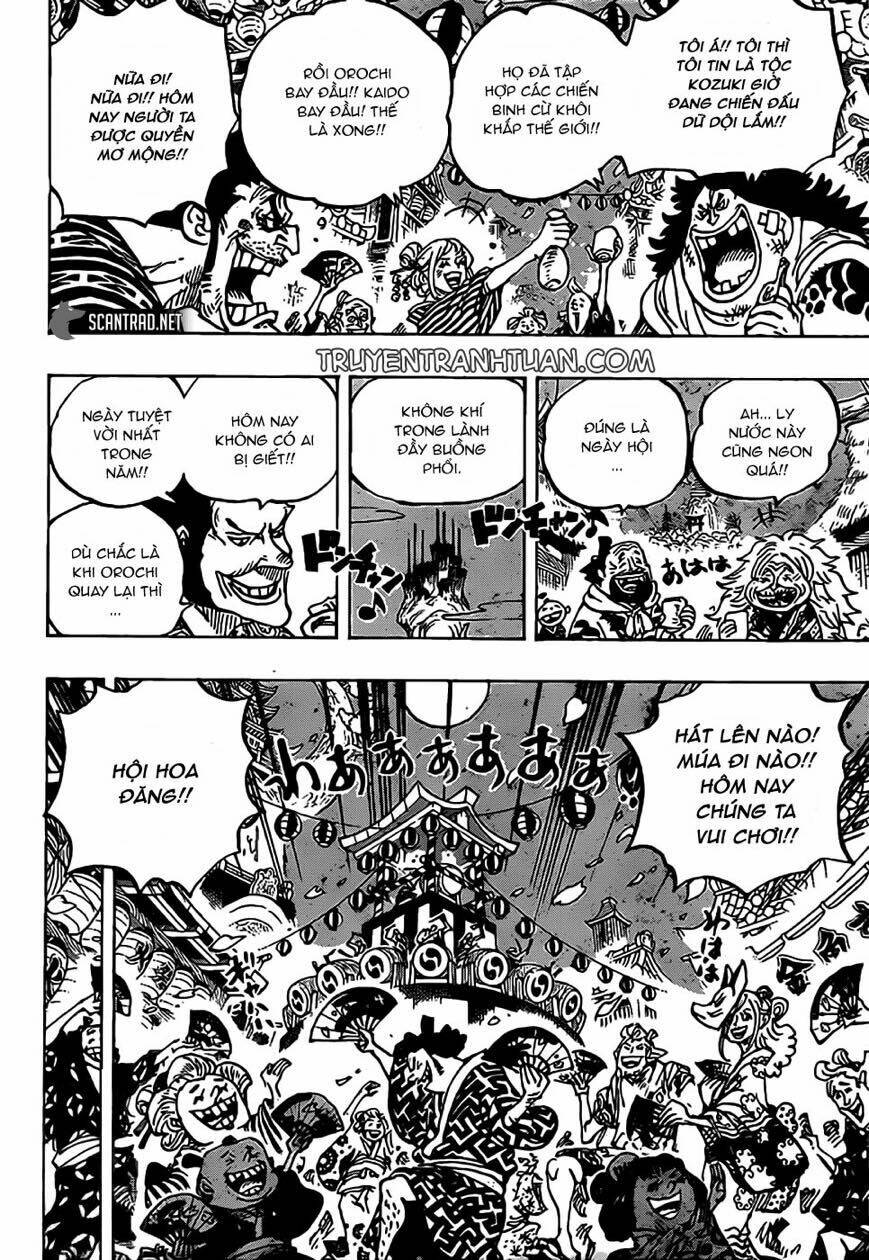 TÔI Á!! TÔI THÌ
TÔI TIN LÀ TỘC
KOZUKI GIỜ
ĐANG CHIẾN ĐẤU
DỮ DỘI LẮM!!
HỌ ĐÃ TẬP
HỢP CÁC CHIẾN
BINH CỪ KHÔI
KHẮP THẾ GIỚI!!
RỒI OROCHI
BAY ĐẦU!! KAIDO
BAY ĐẦU! THẾ
LÀ XONG!!
NỮA ĐI!
NỮA ĐI!! HÔM
NAY NGƯỜI TA
ĐƯỢC QUYỀN
MƠ MỘNG!!
SCANTRAD.NET
TRUYENTRANHTUAN.COM
AH... LY
NƯỚC NÀY
CŨNG NGON
QUÁ!!
ĐÚNG LÀ
NGÀY HỘI
...
ドンチャン♪
あははは
KHÔNG KHÍ
TRONG LÀNH
ĐẦY BUỒNG
PHỔI.
ドンチャン♪
HÔM NAY
KHÔNG CÓ AI
BỊ GIẾT!!
NGÀY TUYỆT
VỜI NHẤT
TRONG
NĂM!!
DÙ CHẮC LÀ
KHI OROCHI
QUAY LẠI THÌ
...
HÁT LÊN NÀO!
MÚA ĐI NÀO!!
HÔM NAY
CHÚNG TA
VUI CHƠI!!
わああああああ
HỘI HOA
ĐĂNG!!
わははは